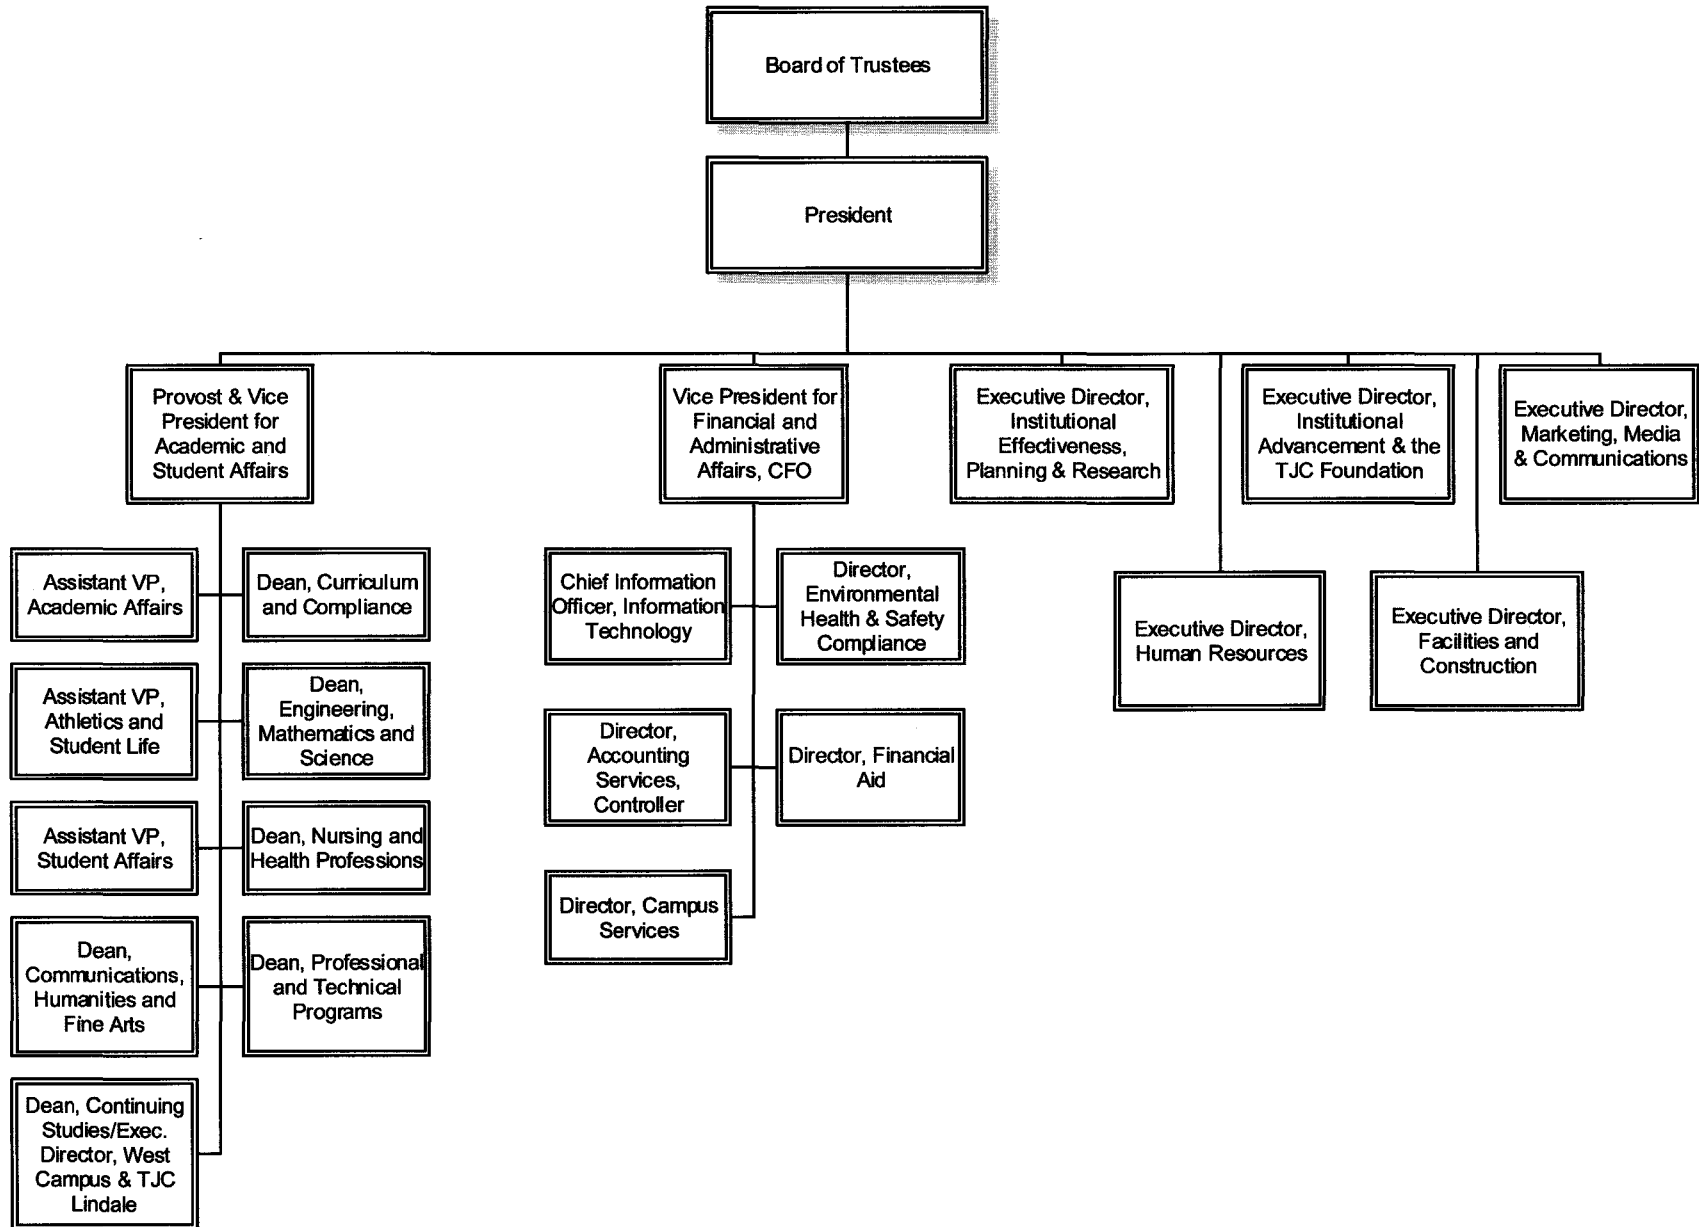 Board of Trustees
President
Provost & Vice
President for
Academic and
Student Affairs
Vice President for
Financial and
Administrative
Affairs, CFO
Executive Director,
Institutional
Effectiveness,
Planning & Research
Executive Director,
Institutional
Advancement & the
TJC Foundation
Executive Director,
Marketing, Media
& Communications
Assistant VP,
Academic Affairs
Dean, Curriculum
and Compliance
Assistant VP,
Athletics and
Student Life
Dean,
Engineering,
Mathematics and
Science
Assistant VP,
Student Affairs
Dean, Nursing and
Health Professions
Dean,
Communications,
Humanities and
Fine Arts
Dean, Professional
and Technical
Programs
Dean, Continuing
Studies/Exec.
Director, West
Campus & TJC
Lindale
Chief Information
Officer, Information
Technology
Director,
Environmental
Health & Safety
Compliance
Director,
Accounting
Services,
Controller
Director, Financial
Aid
Director, Campus
Services
Executive Director,
Human Resources
Executive Director,
Facilities and
Construction